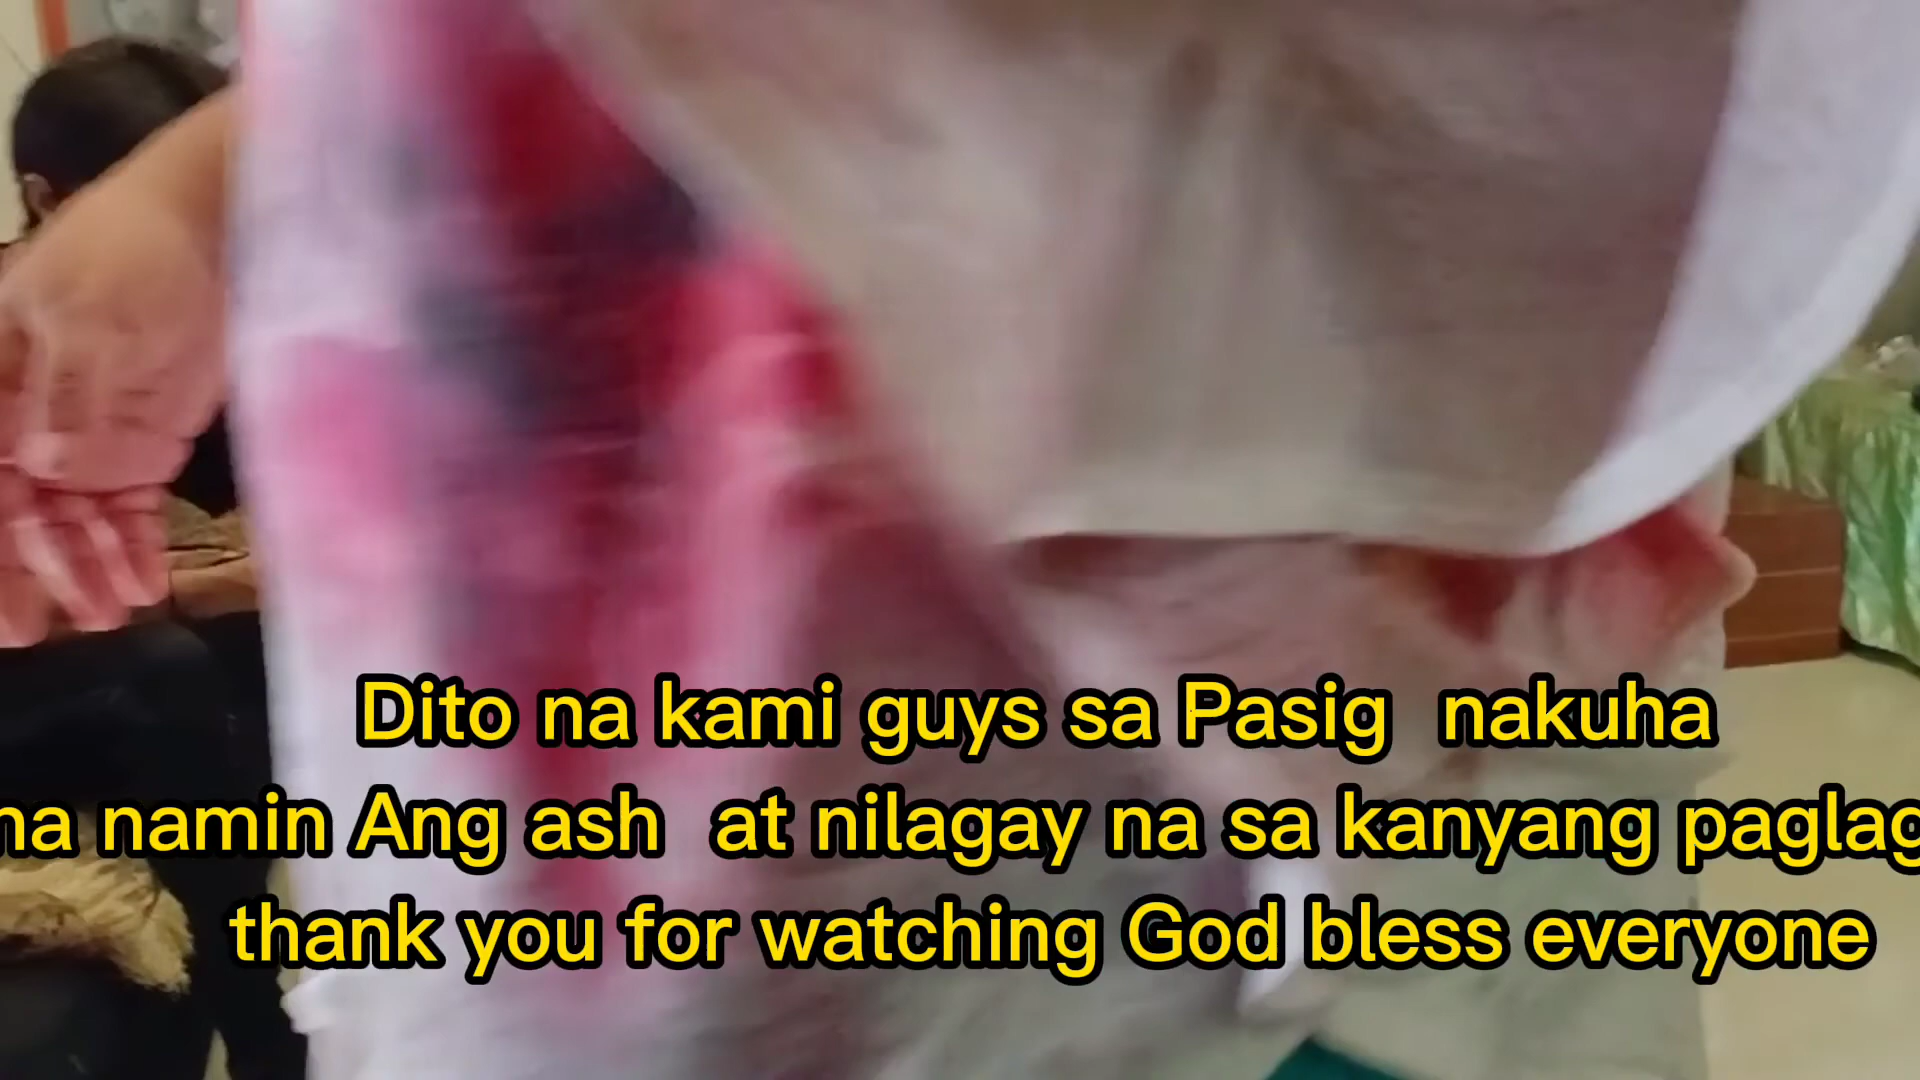 Dito na kami guys sa Pasig nakuha
na namin Ang ash at nilagay na sa kanyang
thank you for watching God bless everyone